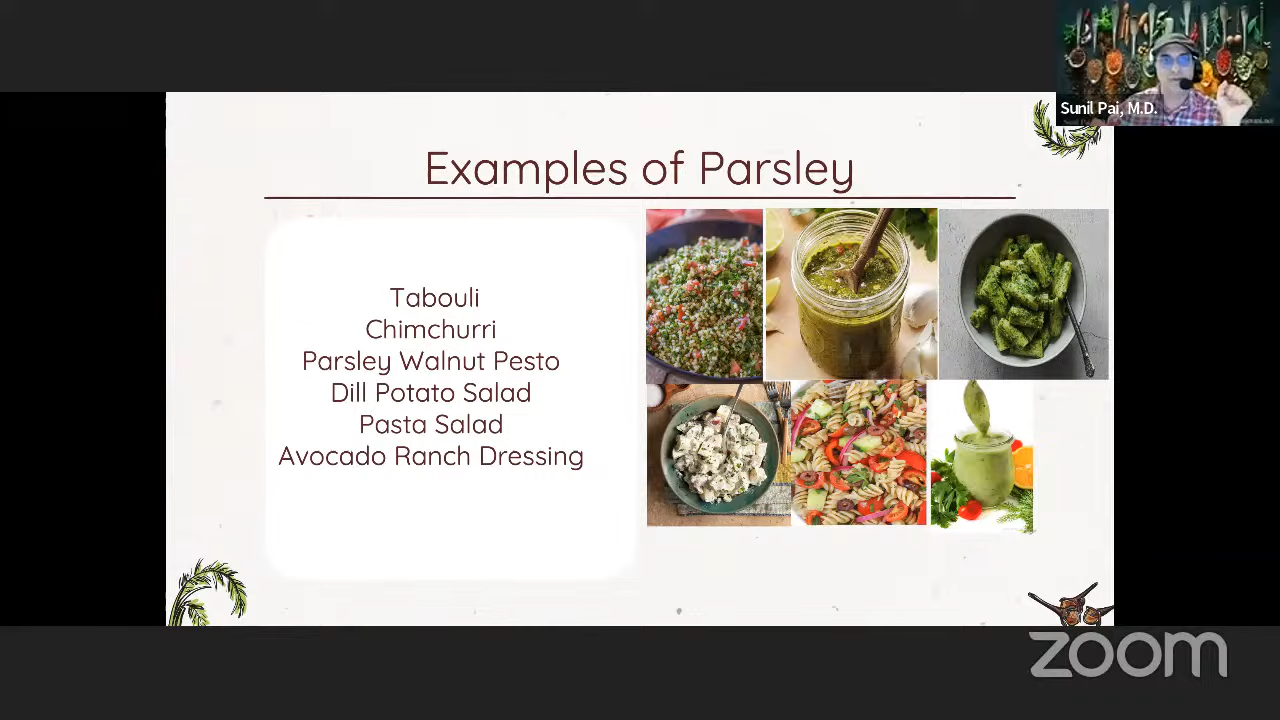 Sunil Pai, M.D.
Examples of Parsley
Tabouli
Chimchurri
Parsley Walnut Pesto
Dill Potato Salad
Pasta Salad
Avocado Ranch Dressing
zoom